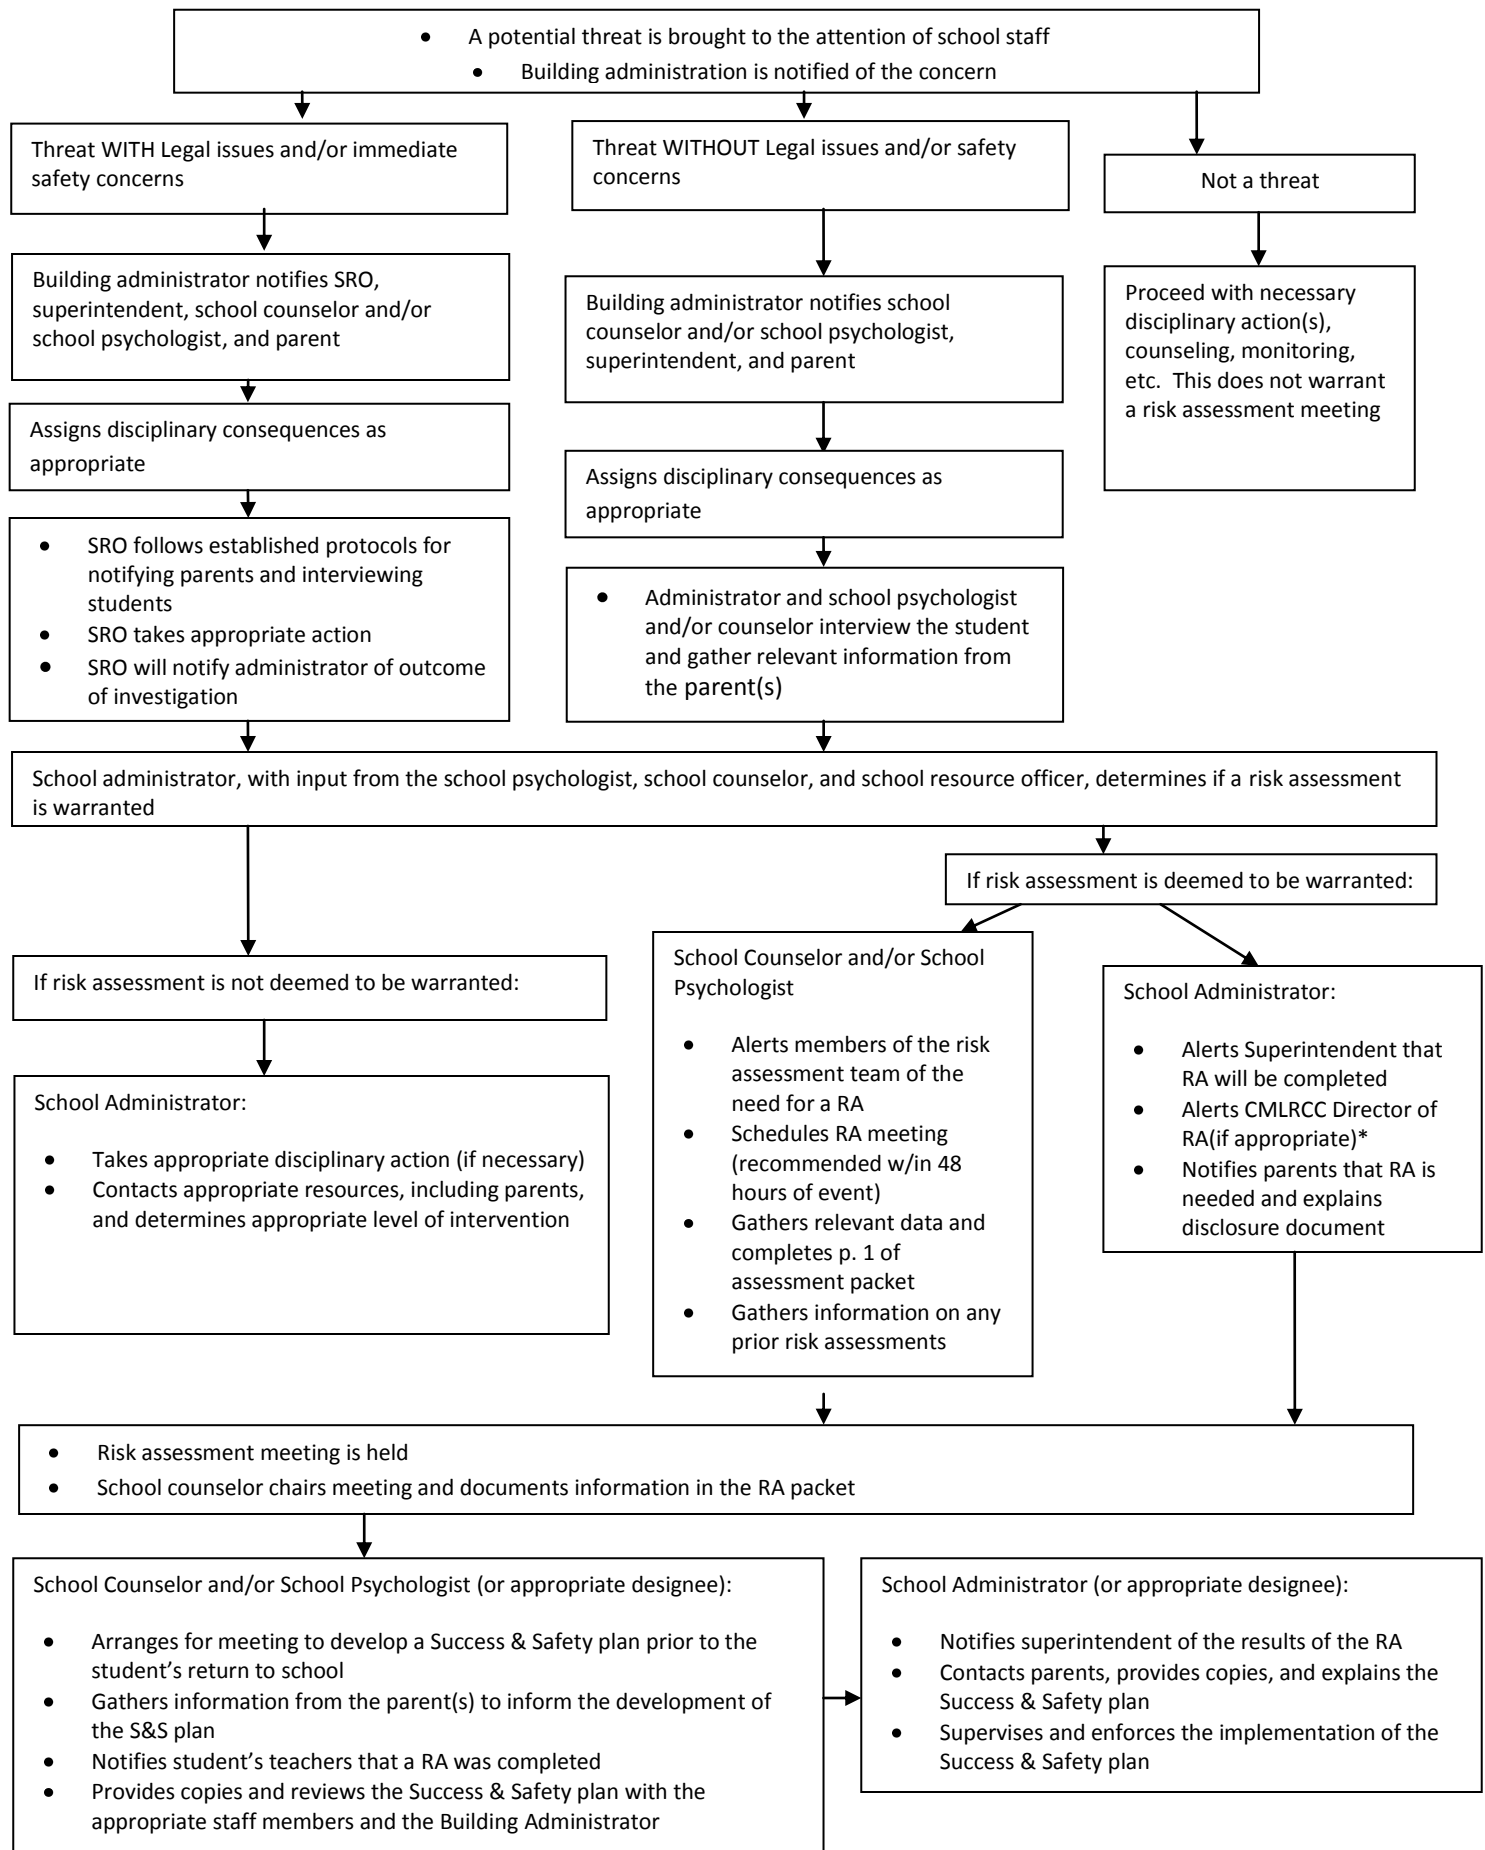 • A potential threat is brought to the attention of school staff
• Building administration is notified of the concern
Threat WITH Legal issues and/or immediate
safety concerns
Threat WITHOUT Legal issues and/or safety
concerns
Not a threat
Building administrator notifies SRO,
superintendent, school counselor and/or
school psychologist, and parent
Building administrator notifies school
counselor and/or school psychologist,
superintendent, and parent
Proceed with necessary
disciplinary action(s),
counseling, monitoring,
etc.  This does not warrant
a risk assessment meeting
Assigns disciplinary consequences as
appropriate
Assigns disciplinary consequences as
appropriate
• SRO follows established protocols for
notifying parents and interviewing
students
• SRO takes appropriate action
• SRO will notify administrator of outcome
of investigation
• Administrator and school psychologist
and/or counselor interview the student
and gather relevant information from
the parent(s)
School administrator, with input from the school psychologist, school counselor, and school resource officer, determines if a risk assessment
is warranted
If risk assessment is deemed to be warranted:
If risk assessment is not deemed to be warranted:
School Administrator:
• Takes appropriate disciplinary action (if necessary)
• Contacts appropriate resources, including parents,
and determines appropriate level of intervention
School Counselor and/or School
Psychologist
• Alerts members of the risk
assessment team of the
need for a RA
• Schedules RA meeting
(recommended w/in 48
hours of event)
• Gathers relevant data and
completes p. 1 of
assessment packet
• Gathers information on any
prior risk assessments
School Administrator:
• Alerts Superintendent that
RA will be completed
• Alerts CMLRCC Director of
RA(if appropriate)*
• Notifies parents that RA is
needed and explains
disclosure document
• Risk assessment meeting is held
• School counselor chairs meeting and documents information in the RA packet
School Counselor and/or School Psychologist (or appropriate designee):
• Arranges for meeting to develop a Success & Safety plan prior to the
student’s return to school
• Gathers information from the parent(s) to inform the development of
the S&S plan
• Notifies student’s teachers that a RA was completed
• Provides copies and reviews the Success & Safety plan with the
appropriate staff members and the Building Administrator
School Administrator (or appropriate designee):
• Notifies superintendent of the results of the RA
• Contacts parents, provides copies, and explains the
Success & Safety plan
• Supervises and enforces the implementation of the
Success & Safety plan